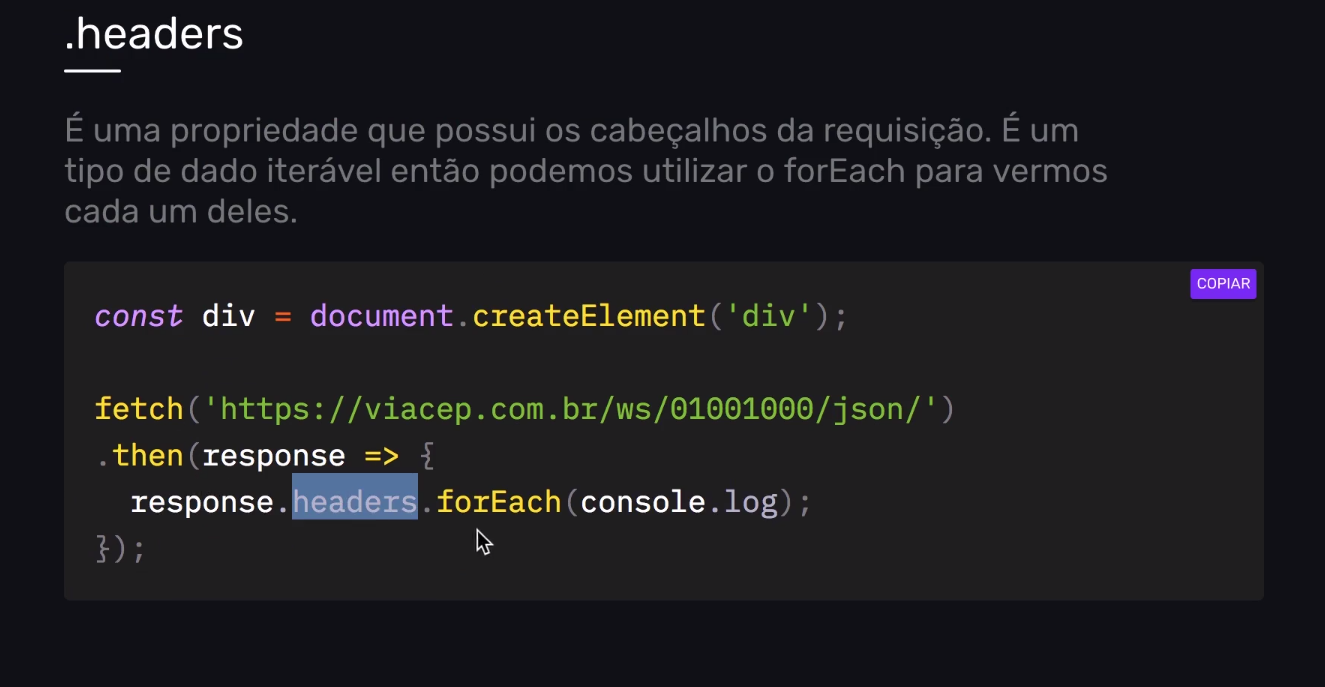 .headers
É uma propriedade que possui os cabeçalhos da requisição. É um
tipo de dado iterável então podemos utilizar o forEach para vermos
cada um deles.
COPIAR
const div = document.createElement('div');
fetch('https://viacep.com.br/ws/01001000/json/')
.then(response => {
  response.headers.forEach(console.log);
});